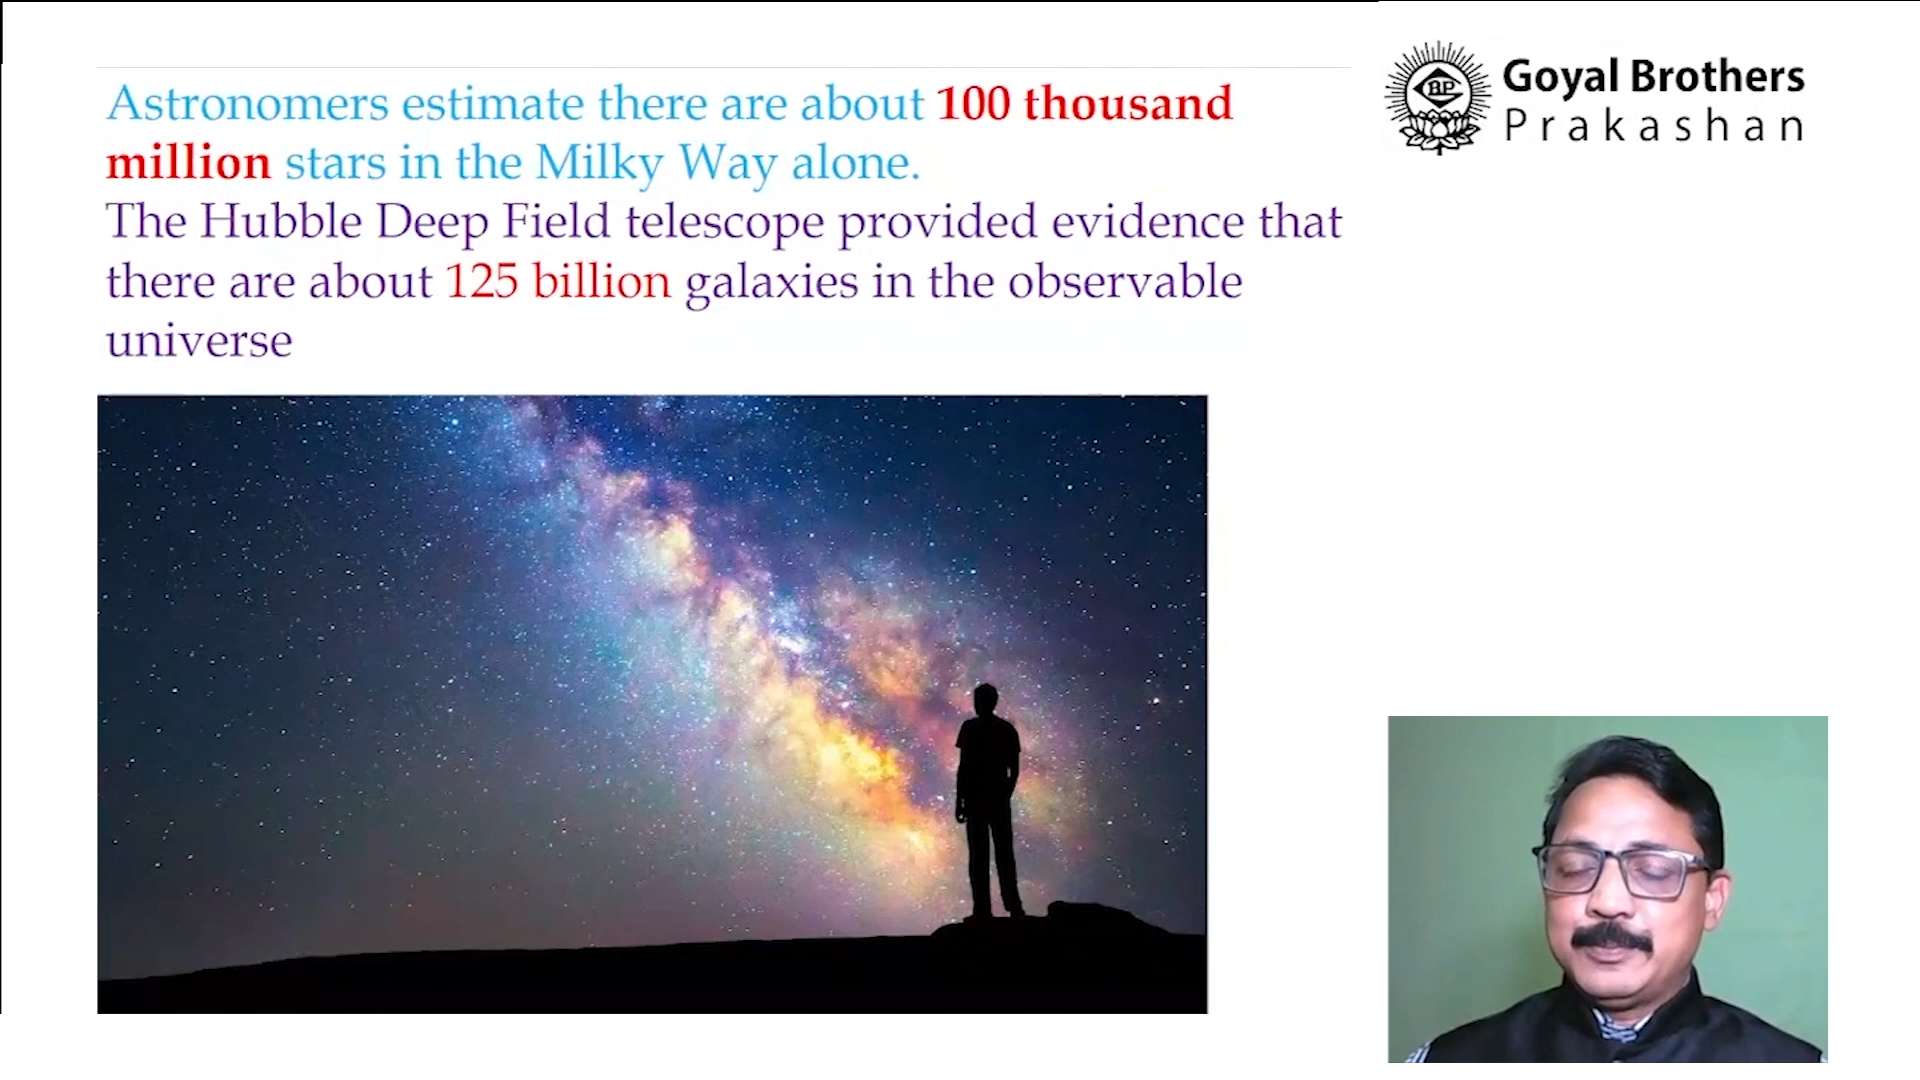 Astronomers estimate there are about 100 thousand
million stars in the Milky Way alone.
The Hubble Deep Field telescope provided evidence that
there are about 125 billion galaxies in the observable
universe
GBP
Goyal Brothers
Prakashan